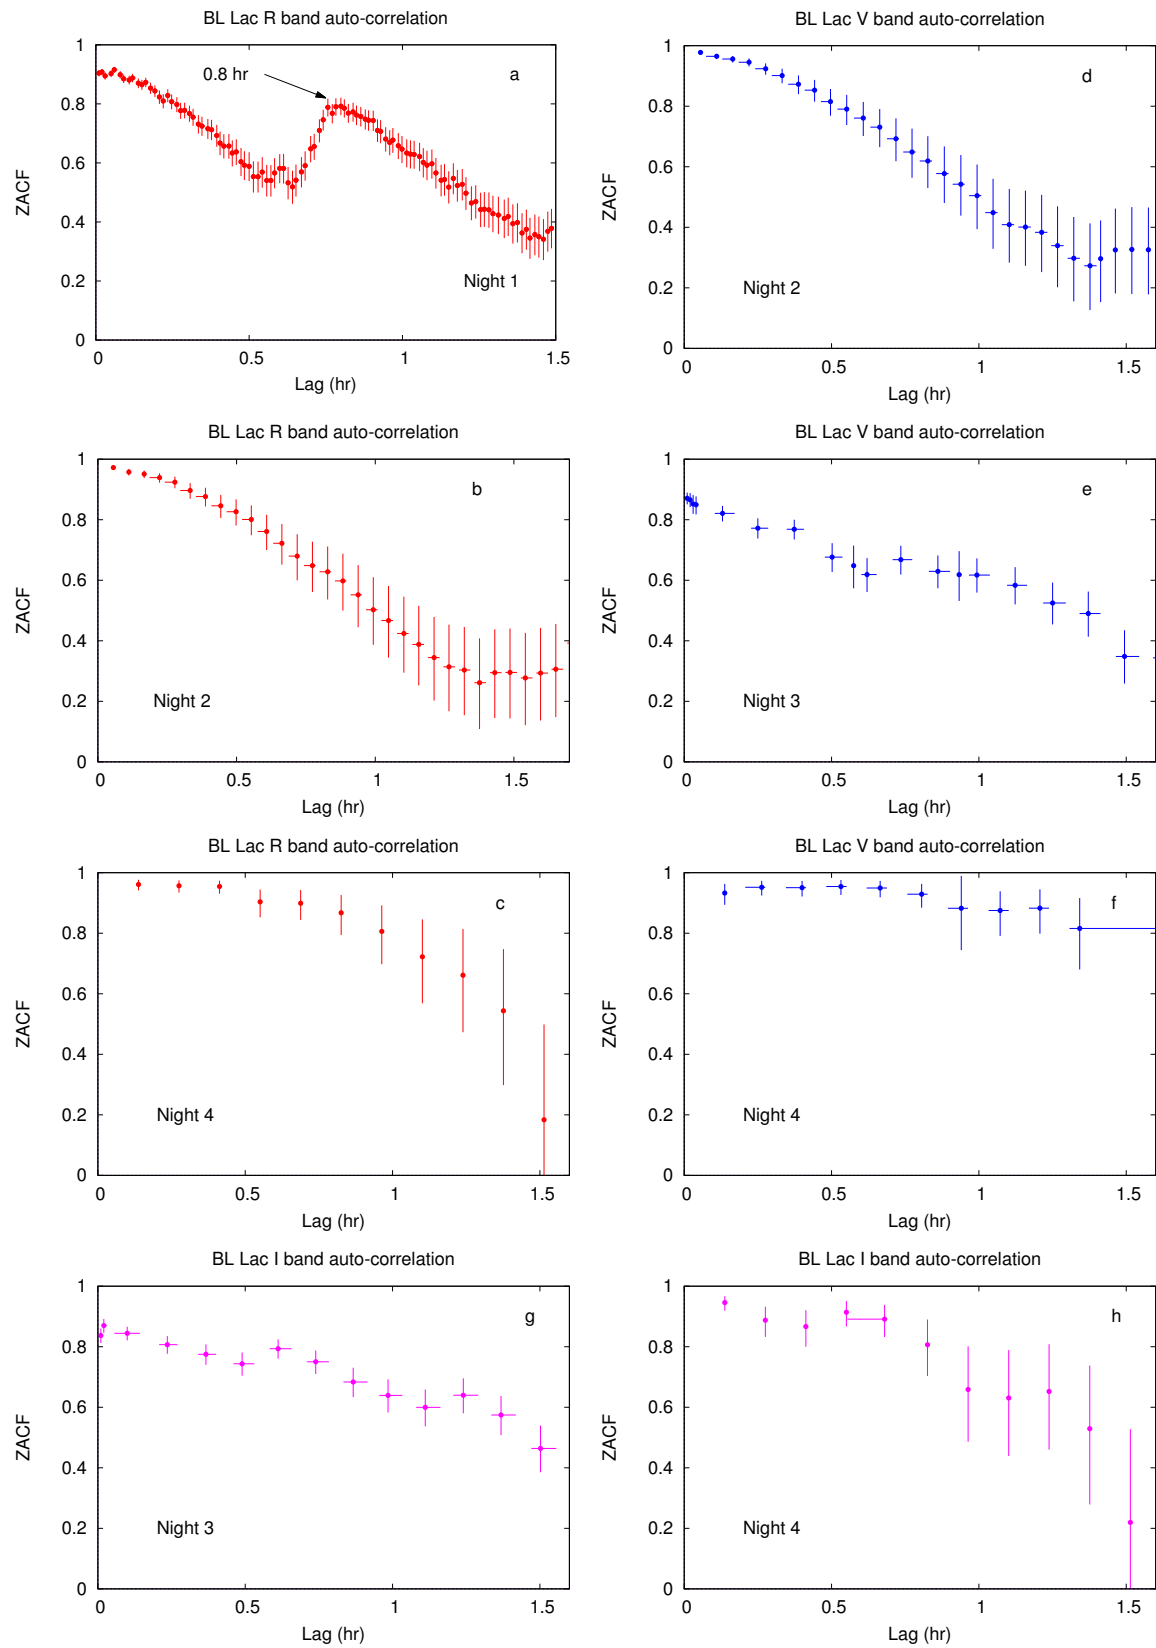 BL Lac R band auto-correlation
ZACF
1
0.8
0.6
0.4
0.2
0
0.8 hr
a
Night 1
0 0.5 1 1.5
Lag (hr)
BL Lac V band auto-correlation
ZACF
1
0.8
0.6
0.4
0.2
0
d
Night 2
0 0.5 1 1.5
Lag (hr)
BL Lac R band auto-correlation
ZACF
1
0.8
0.6
0.4
0.2
0
b
Night 2
0 0.5 1 1.5
Lag (hr)
BL Lac V band auto-correlation
ZACF
1
0.8
0.6
0.4
0.2
0
e
Night 3
0 0.5 1 1.5
Lag (hr)
BL Lac R band auto-correlation
ZACF
1
0.8
0.6
0.4
0.2
0
c
Night 4
0 0.5 1 1.5
Lag (hr)
BL Lac V band auto-correlation
ZACF
1
0.8
0.6
0.4
0.2
0
f
Night 4
0 0.5 1 1.5
Lag (hr)
BL Lac I band auto-correlation
ZACF
1
0.8
0.6
0.4
0.2
0
g
Night 3
0 0.5 1 1.5
Lag (hr)
BL Lac I band auto-correlation
ZACF
1
0.8
0.6
0.4
0.2
0
h
Night 4
0 0.5 1 1.5
Lag (hr)